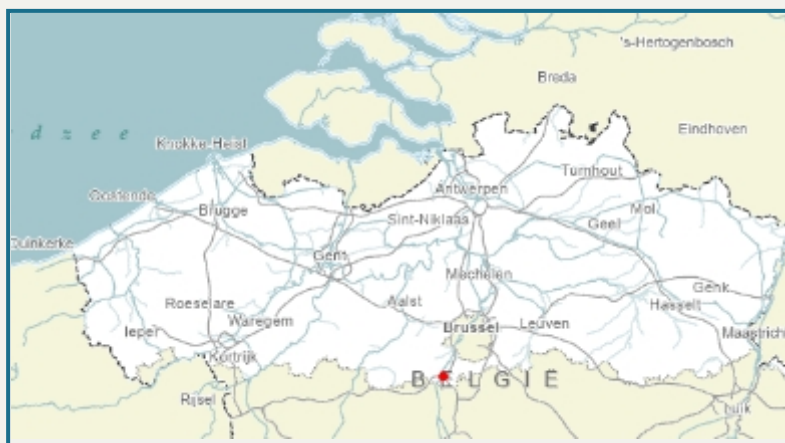 's-Hertogenbosch
Breda
d z e e
Eindhoven
Knokke-Heist
Turnhout
Antwerpen
Oostende
Brugge
Mol
Sint-Niklaas
Geel
Duinkerke
Gent
Mechelen
Genk
Roeselare
Aalst
Hasselt
Ieper
Waregem
Brussel
Leuven
Maastrich
Kortrijk
BELGIË
Rijsel
Luik